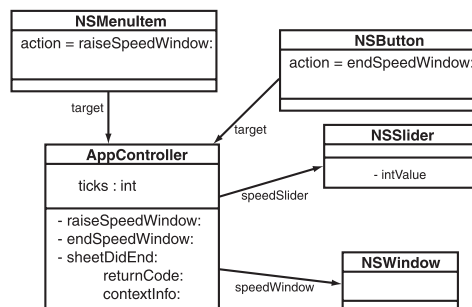 NSMenuItem
action = raiseSpeedWindow:
NSButton
action = endSpeedWindow:
target
target
AppController
ticks : int
- raiseSpeedWindow:
- endSpeedWindow:
- sheetDidEnd:
returnCode:
contextInfo:
NSSlider
- intValue
speedSlider
NSWindow
speedWindow